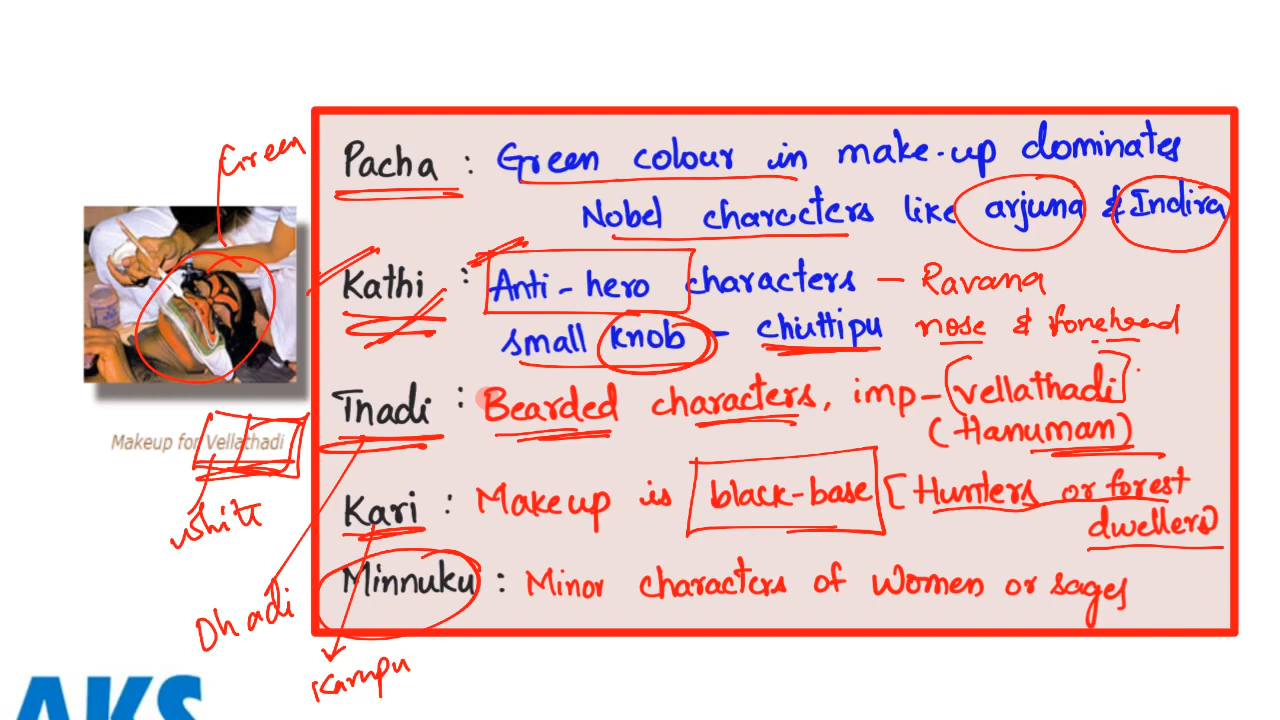 Green
Pacha : Green colour in make-up dominates
Nobel characters like arjuna & Indira
Kathi : Anti-hero characters - Ravana
small knob - chuttipu nose & forehead
Thadi : Bearded characters, imp-[vellathadi]
(Hanuman)
Makeup for Vellathadi
Kari : Makeup is black-base [Hunters or forest
dwellers)
white
Minnuku : Minor characters of women or sages
Dhadi
Karupu
AKS